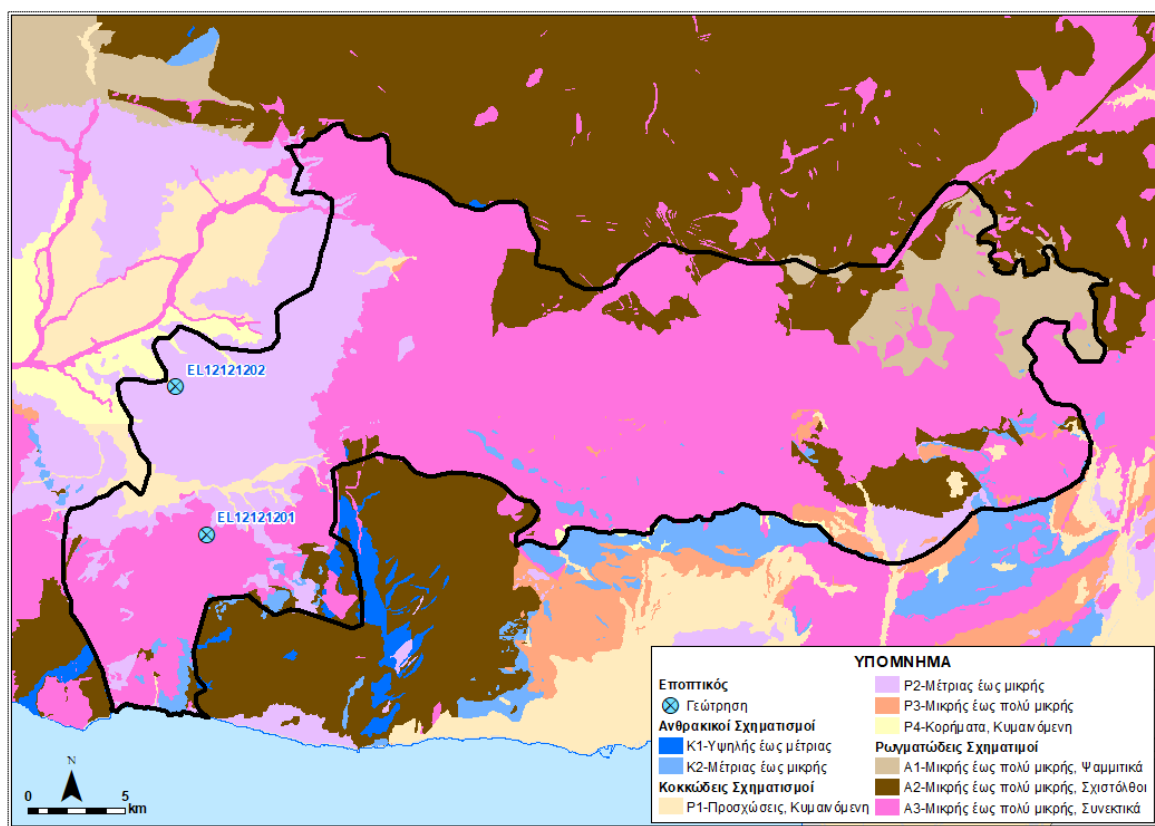 EL12121202
EL12121201
ΥΠΟΜΝΗΜΑ
Εποπτικός
Γεώτρηση
Ανθρακικοί Σχηματισμοί
Κ1-Υψηλής έως μέτριας
Κ2-Μέτριας έως μικρής
Κοκκώδεις Σχηματισμοί
Ρ1-Προσχώσεις, Κυμαινόμενη
Ρ2-Μέτριας έως μικρής
Ρ3-Μικρής έως πολύ μικρής
Ρ4-Κορήματα, Κυμαινόμενη
Ρωγματώδεις Σχηματιμοί
Α1-Μικρής έως πολύ μικρής, Ψαμμιτικά
Α2-Μικρής έως πολύ μικρής, Σχιστόλθοι
Α3-Μικρής έως πολύ μικρής, Συνεκτικά
N
0 5
km